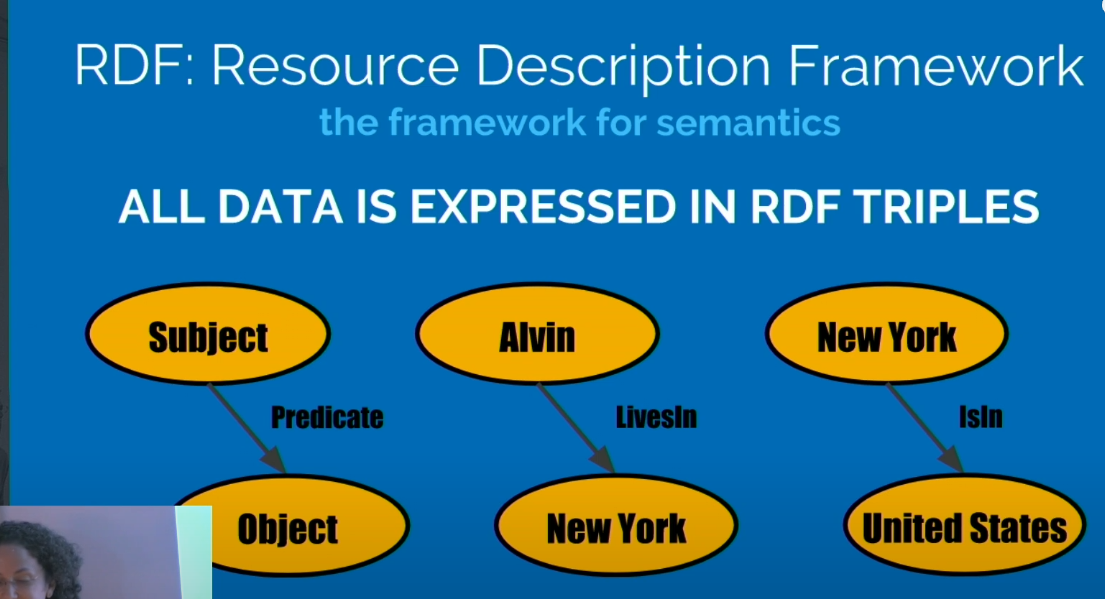 RDF: Resource Description Framework
the framework for semantics
ALL DATA IS EXPRESSED IN RDF TRIPLES
Subject
Predicate
Object
Alvin
LivesIn
New York
New York
IsIn
United States